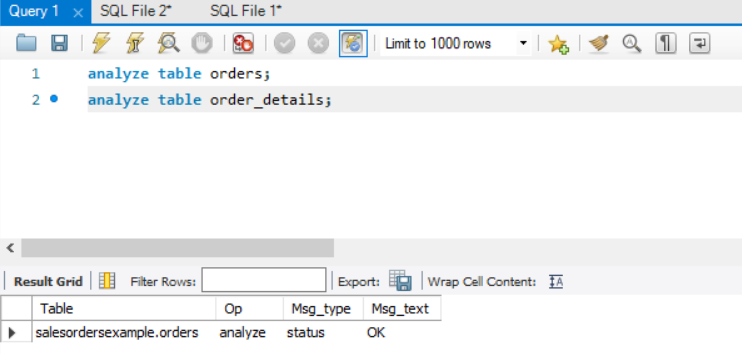 Query 1 × SQL File 2* SQL File 1*
Limit to 1000 rows
1 analyze table orders;
2 analyze table order_details;
Result Grid Filter Rows: Export: Wrap Cell Content:
Table Op Msg_type Msg_text
salesordersexample.orders analyze status OK